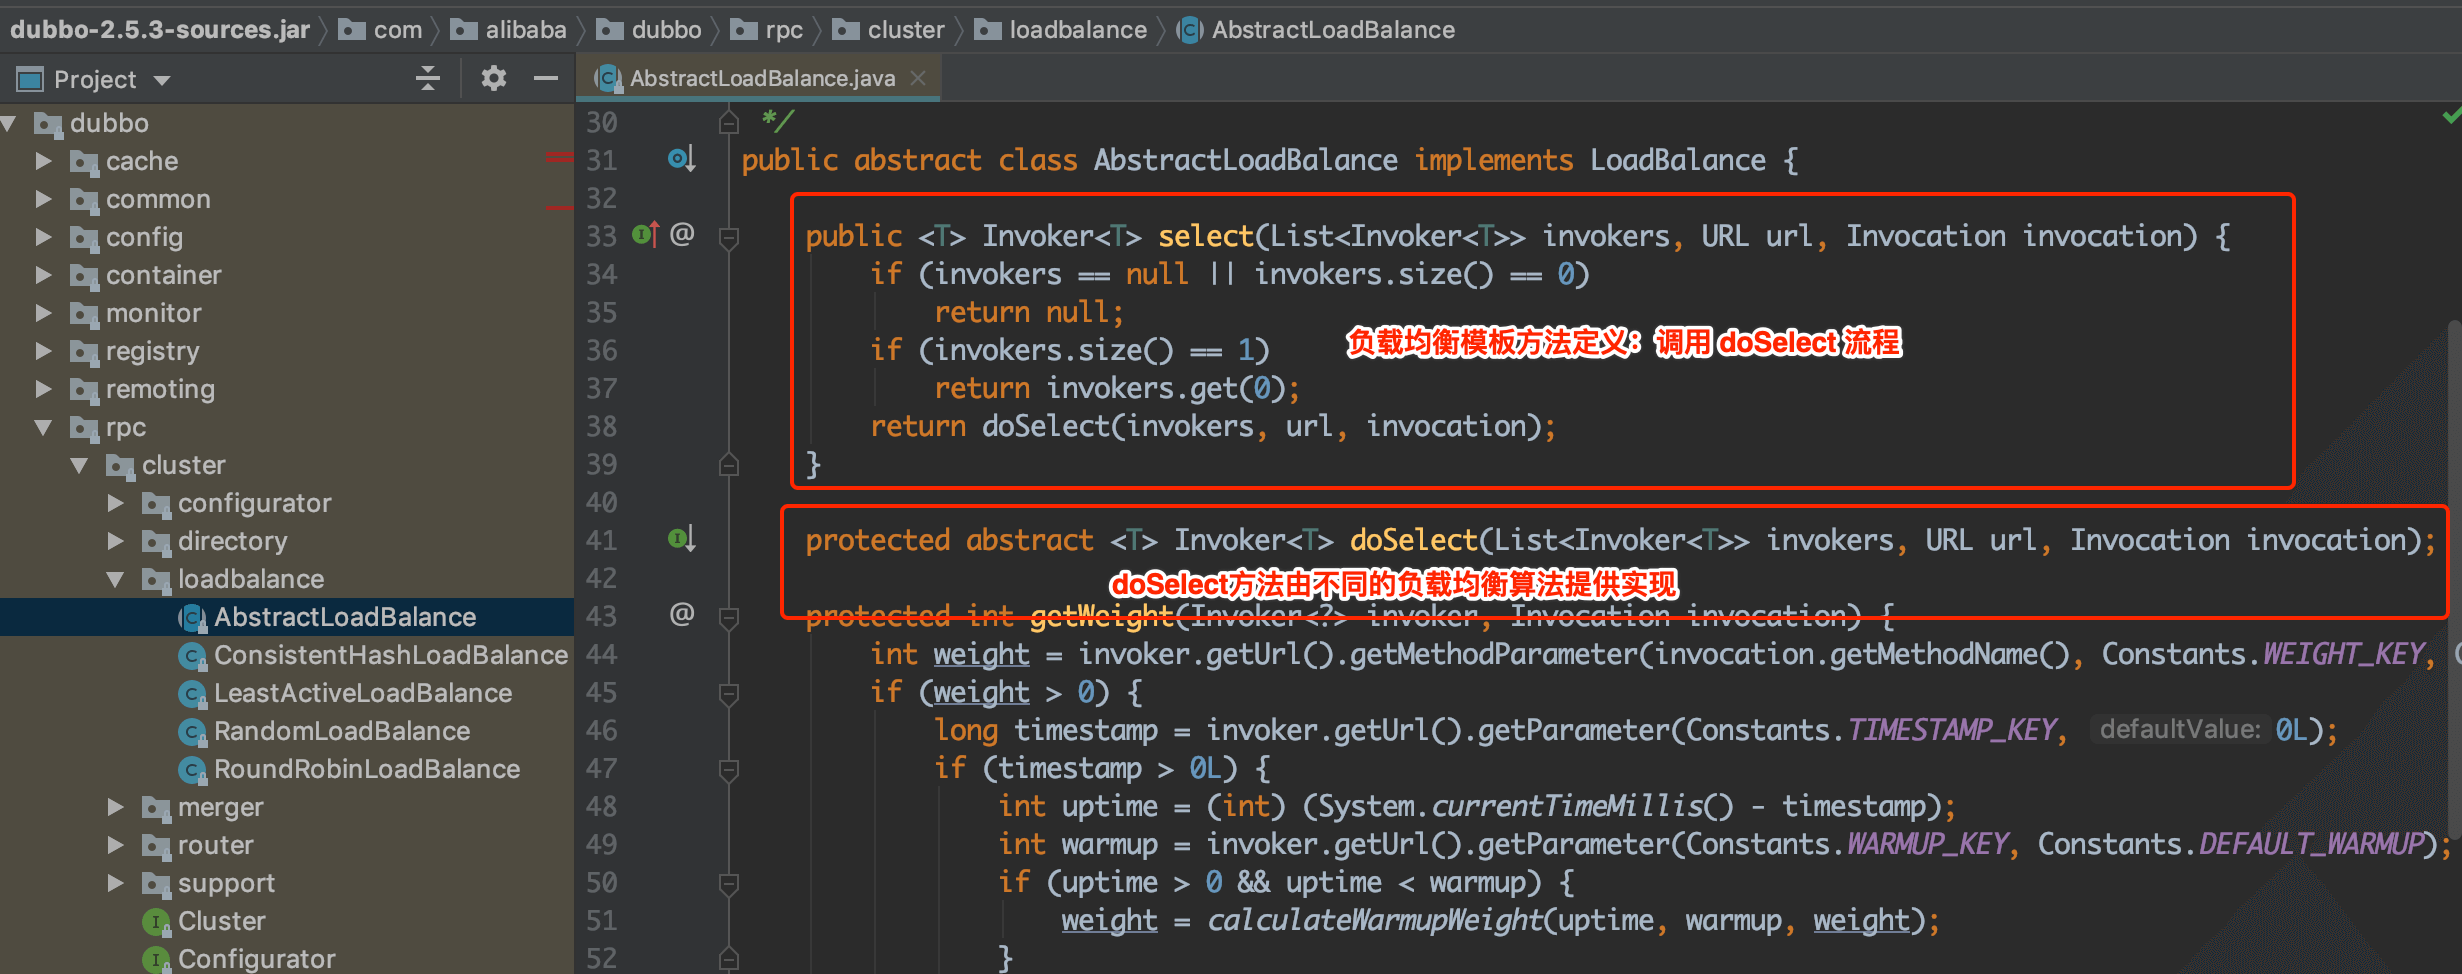 dubbo-2.5.3-sources.jar com alibaba dubbo rpc cluster loadbalance AbstractLoadBalance
Project
AbstractLoadBalance.java
dubbo
cache
common
config
container
monitor
registry
remoting
rpc
cluster
configurator
directory
loadbalance
AbstractLoadBalance
ConsistentHashLoadBalance
LeastActiveLoadBalance
RandomLoadBalance
RoundRobinLoadBalance
merger
router
support
Cluster
Configurator
30 */
31 public abstract class AbstractLoadBalance implements LoadBalance {
32
33 @ public <T> Invoker<T> select(List<Invoker<T>> invokers, URL url, Invocation invocation) {
34 if (invokers == null || invokers.size() == 0)
35 return null;
负载均衡模板方法定义：调用 doSelect 流程
36 if (invokers.size() == 1)
37 return invokers.get(0);
38 return doSelect(invokers, url, invocation);
39 }
40
41 protected abstract <T> Invoker<T> doSelect(List<Invoker<T>> invokers, URL url, Invocation invocation);
42
doSelect方法由不同的负载均衡算法提供实现
43 @ protected int getWeight(Invoker<?> invoker, Invocation invocation) {
44 int weight = invoker.getUrl().getMethodParameter(invocation.getMethodName(), Constants.WEIGHT_KEY,
45 if (weight > 0) {
46 long timestamp = invoker.getUrl().getParameter(Constants.TIMESTAMP_KEY, defaultValue: 0L);
47 if (timestamp > 0L) {
48 int uptime = (int) (System.currentTimeMillis() - timestamp);
49 int warmup = invoker.getUrl().getParameter(Constants.WARMUP_KEY, Constants.DEFAULT_WARMUP);
50 if (uptime > 0 && uptime < warmup) {
51 weight = calculateWarmupWeight(uptime, warmup, weight);
52 }